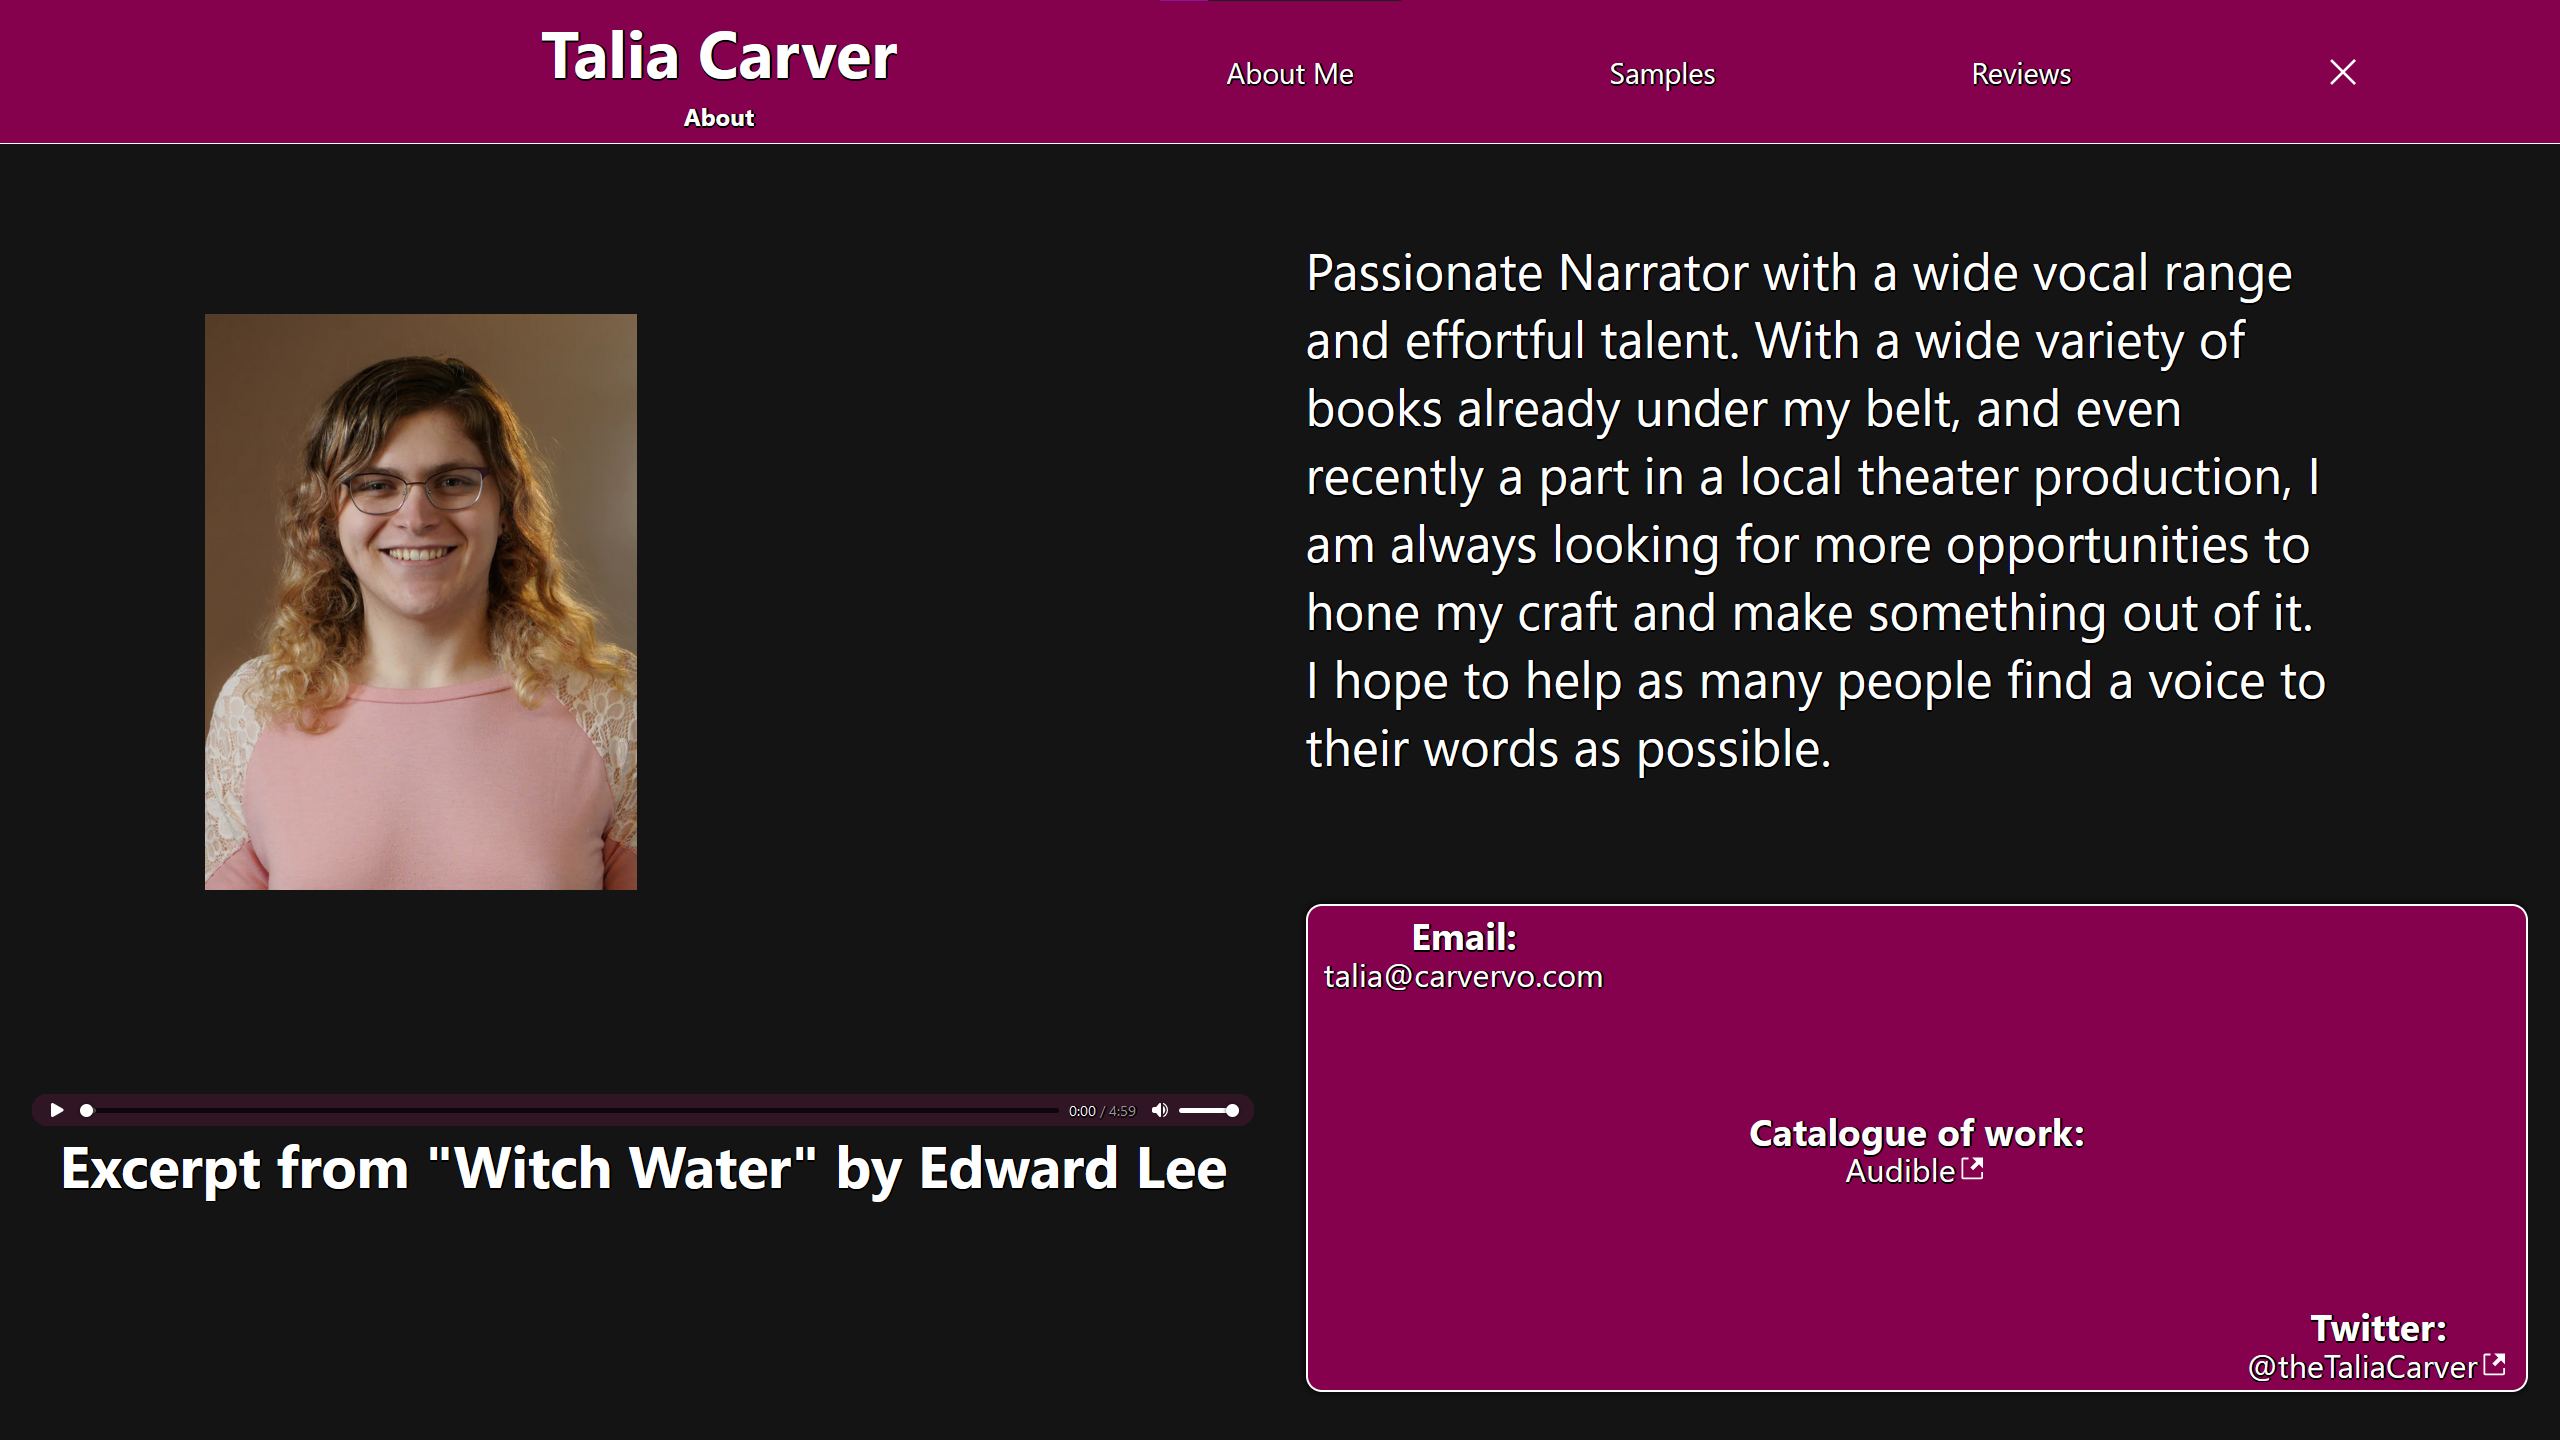 Talia Carver
About
About Me
Samples
Reviews
Passionate Narrator with a wide vocal range
and effortful talent. With a wide variety of
books already under my belt, and even
recently a part in a local theater production, I
am always looking for more opportunities to
hone my craft and make something out of it.
I hope to help as many people find a voice to
their words as possible.
0:00 / 4:59
Excerpt from "Witch Water" by Edward Lee
Email:
talia@carvervo.com
Catalogue of work:
Audible
Twitter:
@theTaliaCarver